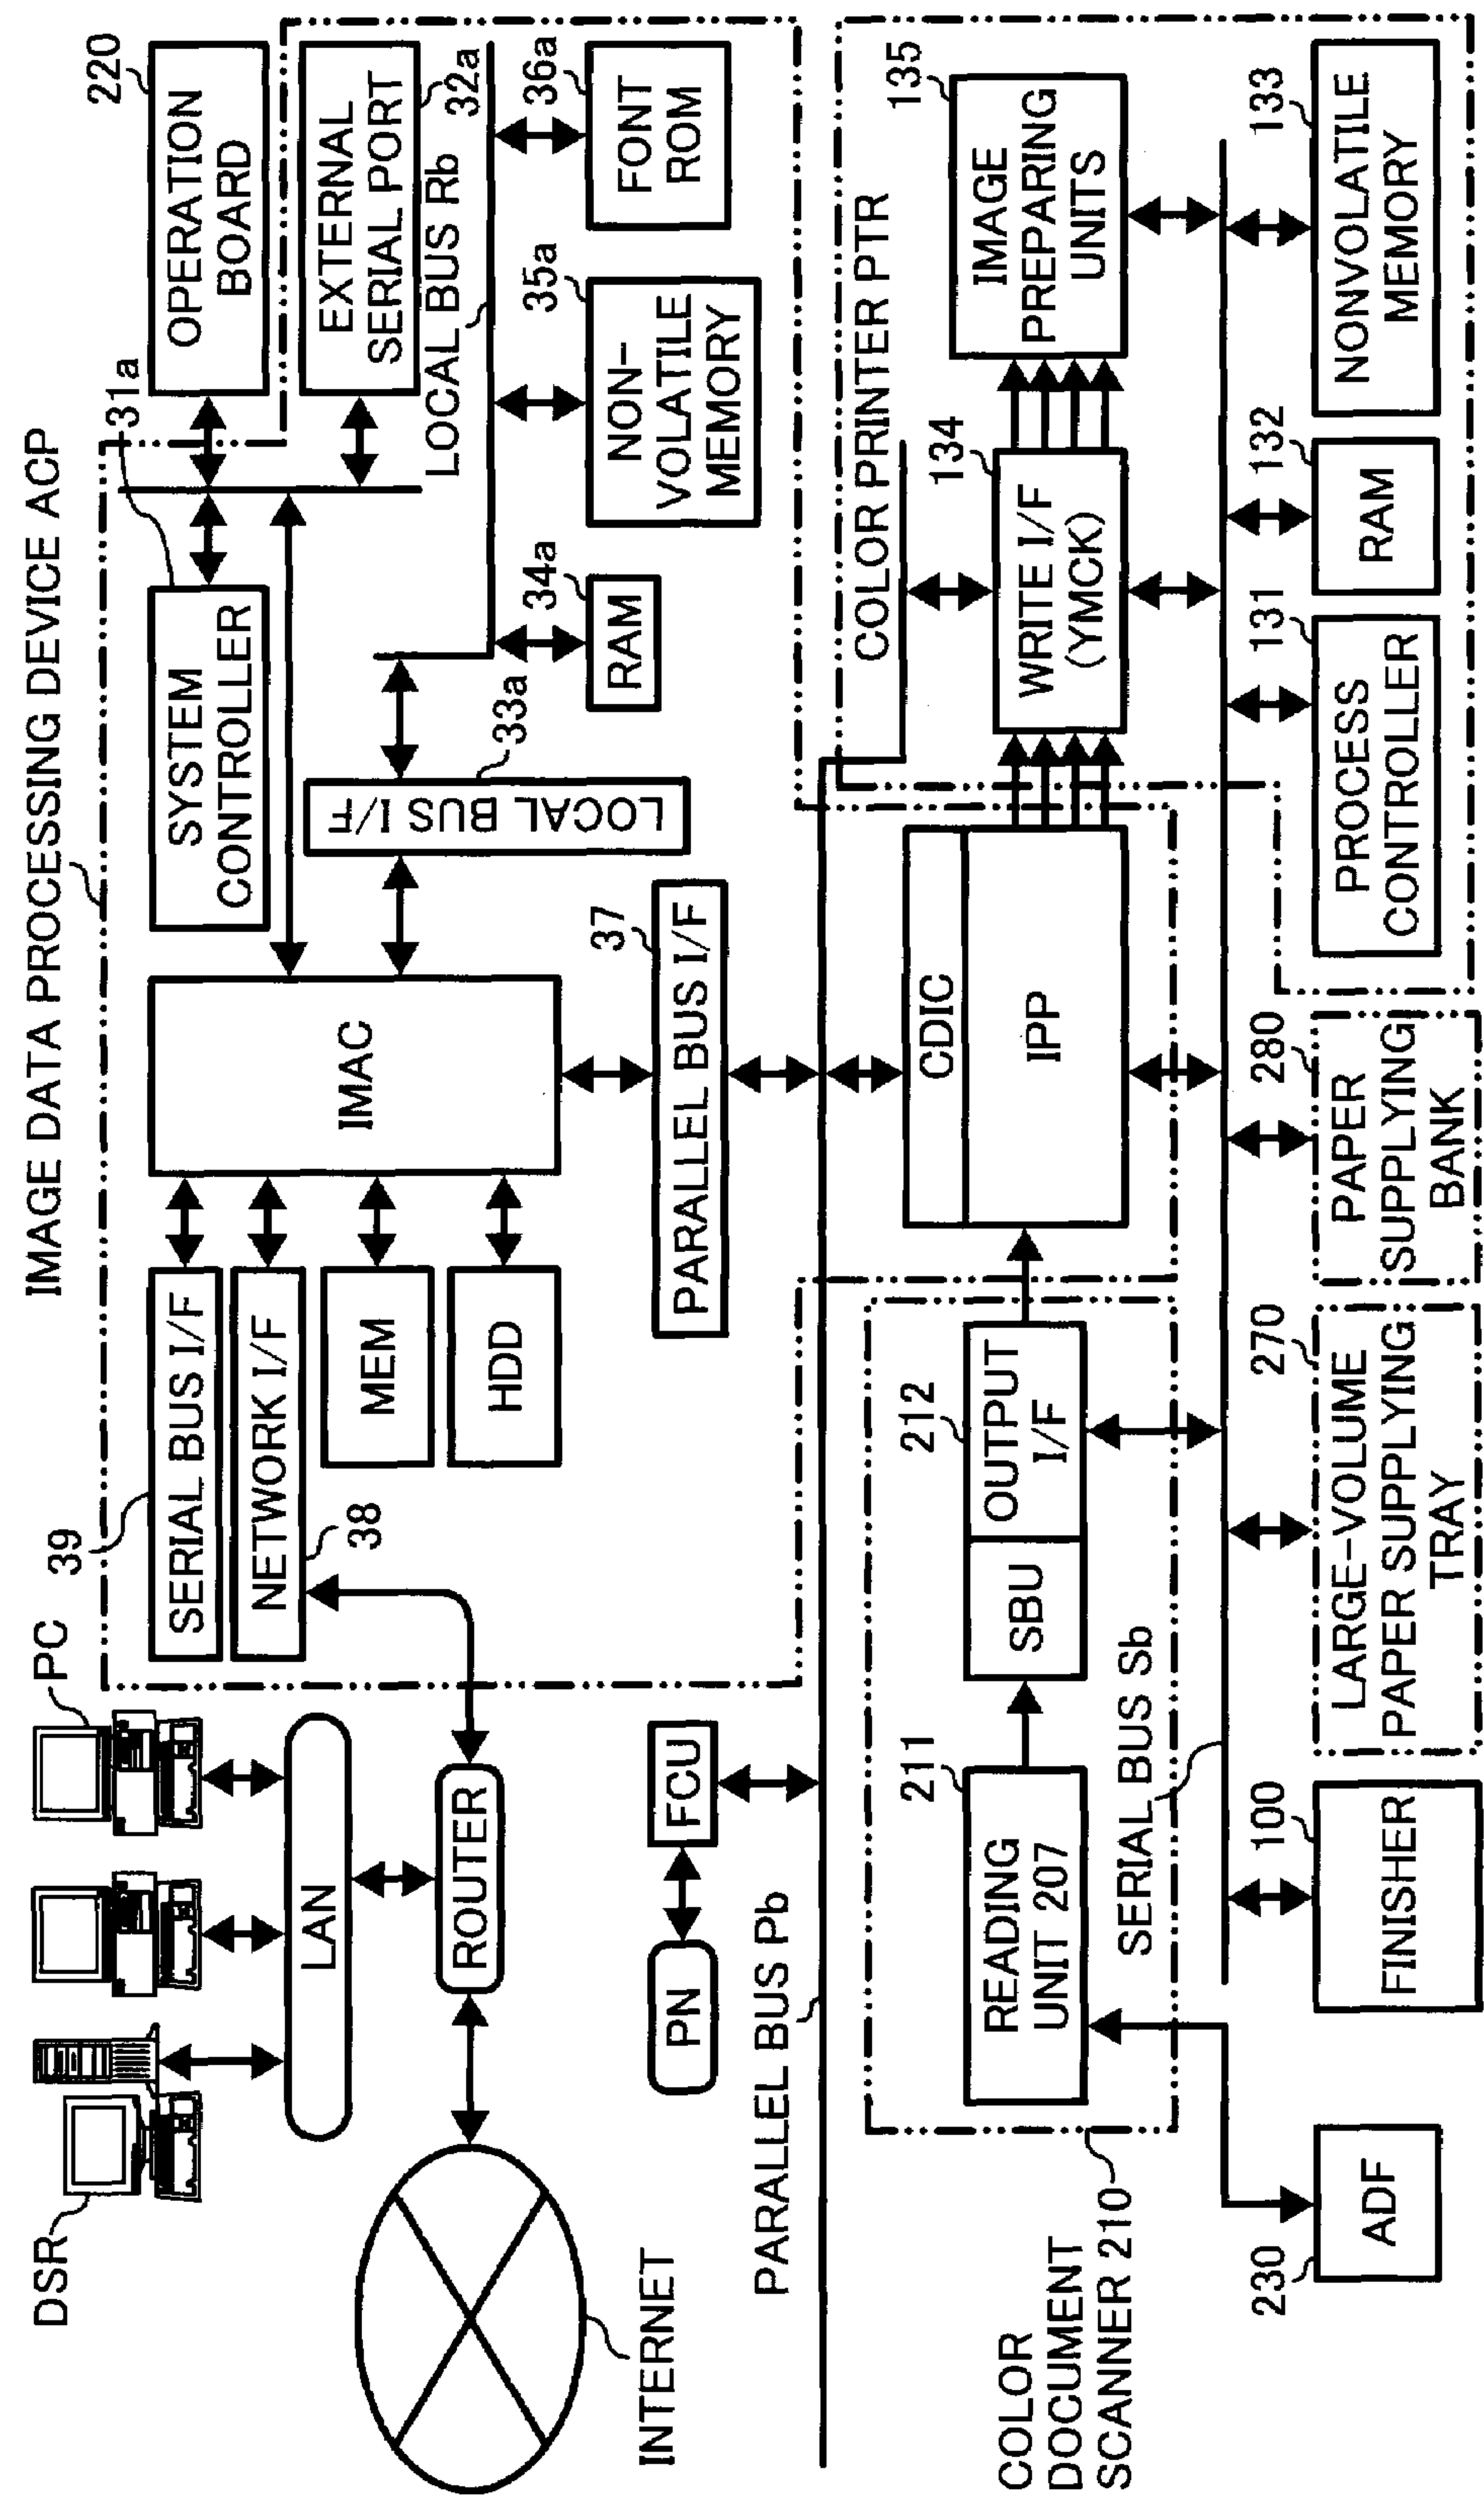 IMAGE DATA PROCESSING DEVICE ACP
DSR
PC
39
SERIAL BUS I/F
NETWORK I/F
38
MEM
HDD
IMAC
SYSTEM
CONTROLLER
31a
OPERATION
BOARD
220
EXTERNAL
SERIAL PORT
32a
LOCAL BUS Rb
LOCAL BUS I/F
33a
34a
RAM
35a
NON-
VOLATILE
MEMORY
36a
FONT
ROM
LAN
ROUTER
INTERNET
PN
FCU
37
PARALLEL BUS I/F
PARALLEL BUS Pb
COLOR PRINTER PTR
COLOR
DOCUMENT
SCANNER 210
211
READING
UNIT 207
212
SBU
OUTPUT
I/F
CDIC
IPP
134
WRITE I/F
(YMCK)
135
IMAGE
PREPARING
UNITS
SERIAL BUS Sb
230
ADF
100
FINISHER
270
LARGE-VOLUME
PAPER SUPPLYING
TRAY
280
PAPER
SUPPLYING
BANK
131
PROCESS
CONTROLLER
132
RAM
133
NONVOLATILE
MEMORY